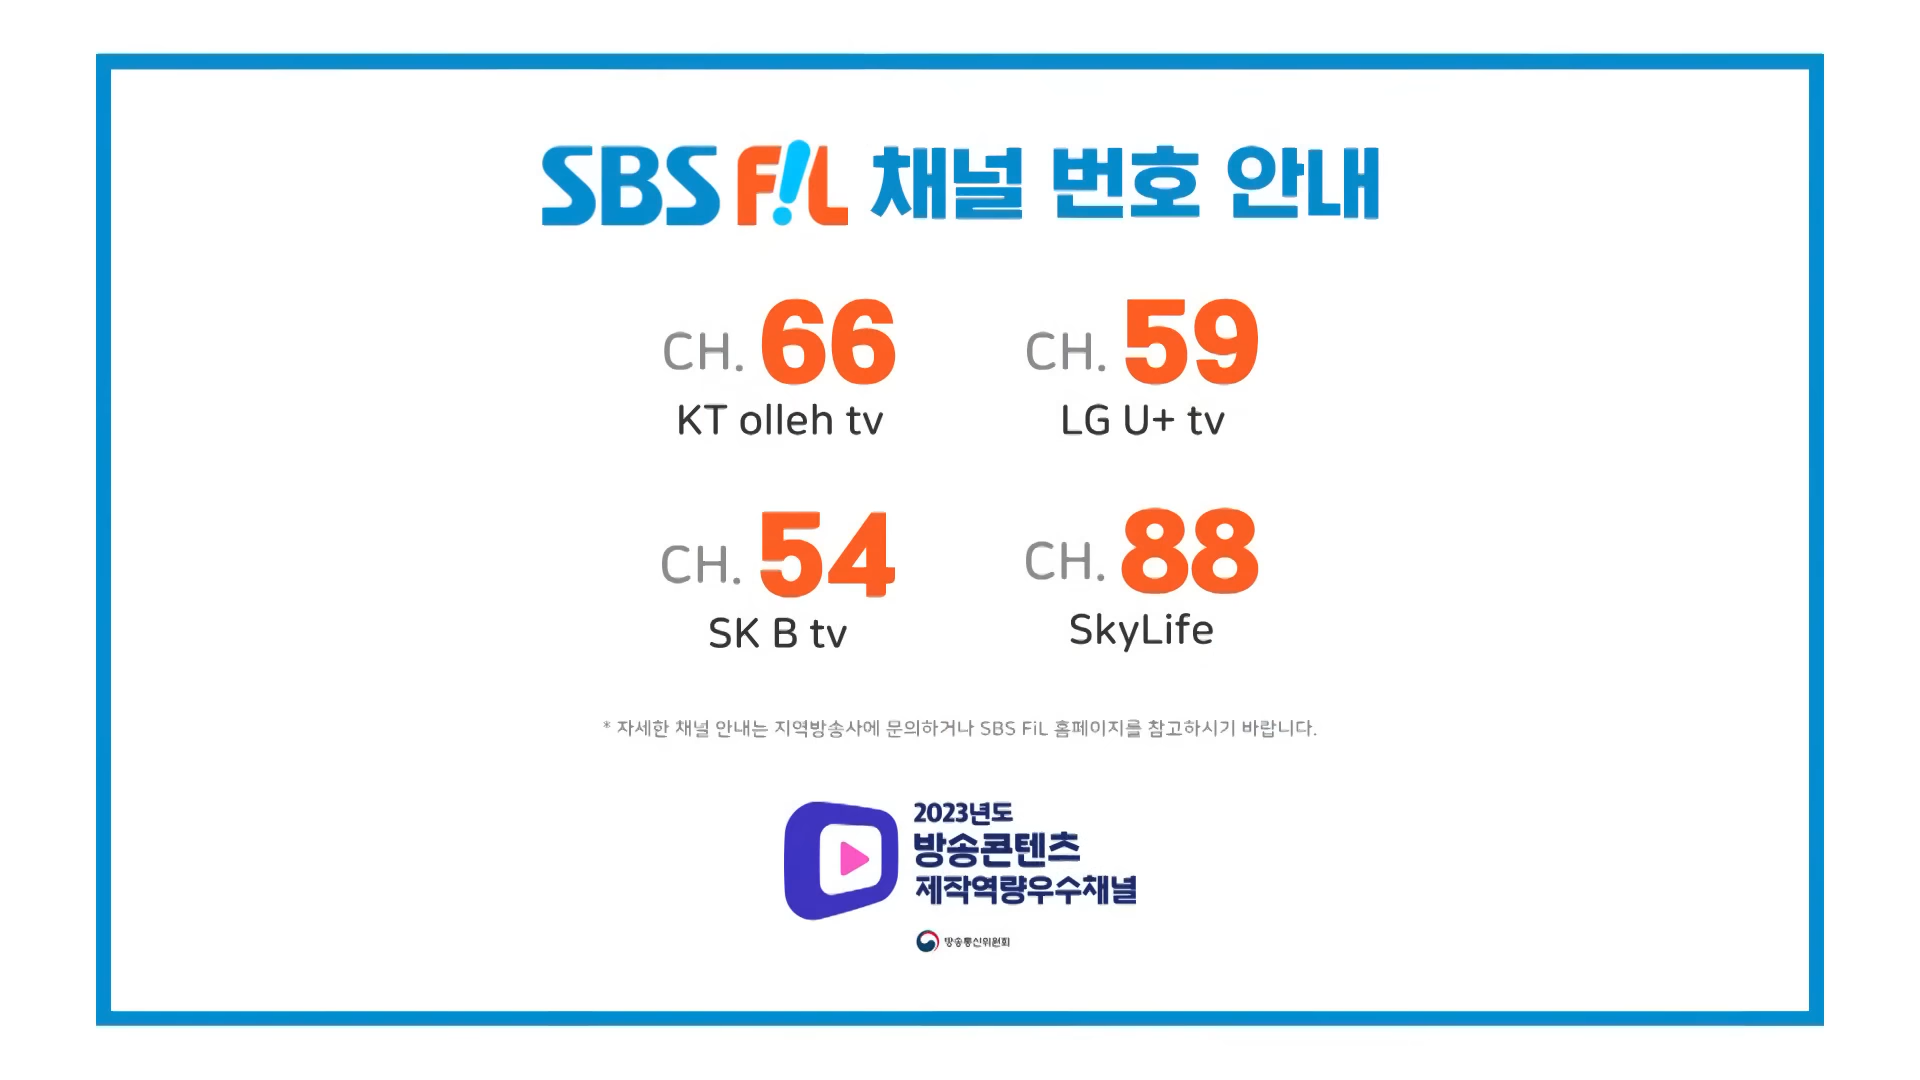 SBS F!L 채널 번호 안내
CH. 66
KT olleh tv
CH. 59
LG U+ tv
CH. 54
SK B tv
CH. 88
SkyLife
* 자세한 채널 안내는 지역방송사에 문의하거나 SBS FiL 홈페이지를 참고하시기 바랍니다.
2023년도
방송콘텐츠
제작역량우수채널
방송통신위원회